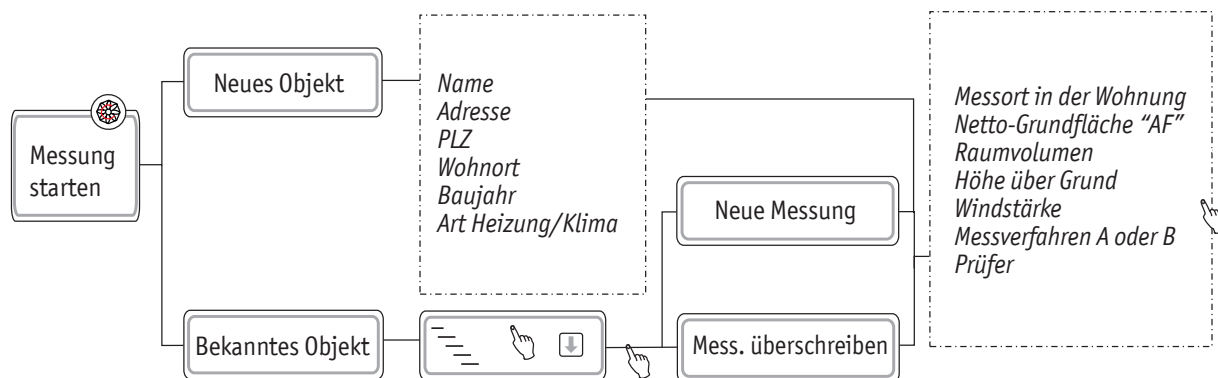 Messung
starten
Neues Objekt
Name
Adresse
PLZ
Wohnort
Baujahr
Art Heizung/Klima
Bekanntes Objekt
Neue Messung
Mess. überschreiben
Messort in der Wohnung
Netto-Grundfläche “AF”
Raumvolumen
Höhe über Grund
Windstärke
Messverfahren A oder B
Prüfer